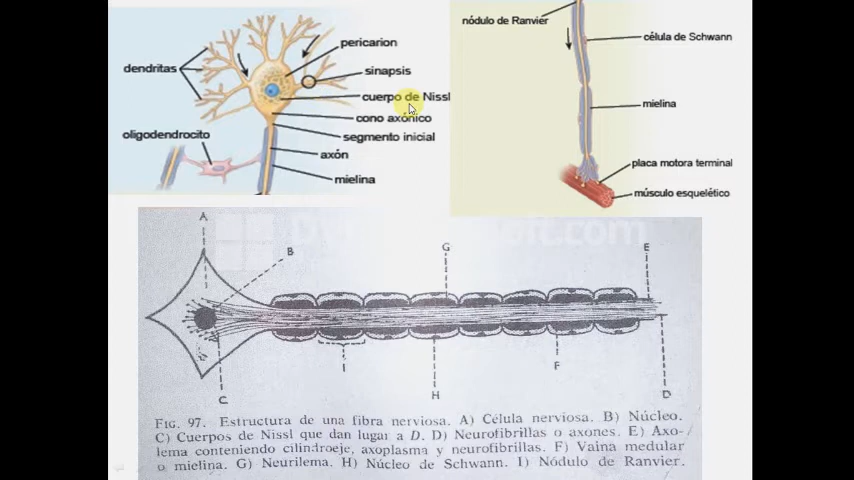 nódulo de Ranvier
célula de Schwann
mielina
placa motora terminal
músculo esquelético
pericarion
dendritas
sinapsis
cuerpo de Nissl
cono axónico
oligodendrocito
segmento inicial
axón
mielina
A
B
G
E
I
F
H
C
D
FIG. 97. Estructura de una fibra nerviosa. A) Célula nerviosa. B) Núcleo.
C) Cuerpos de Nissl que dan lugar a D. D) Neurofibrillas o axones. E) Axo-
lema conteniendo cilindroeje, axoplasma y neurofibrillas. F) Vaina medular
o mielina. G) Neurilema. H) Núcleo de Schwann. I) Nódulo de Ranvier.